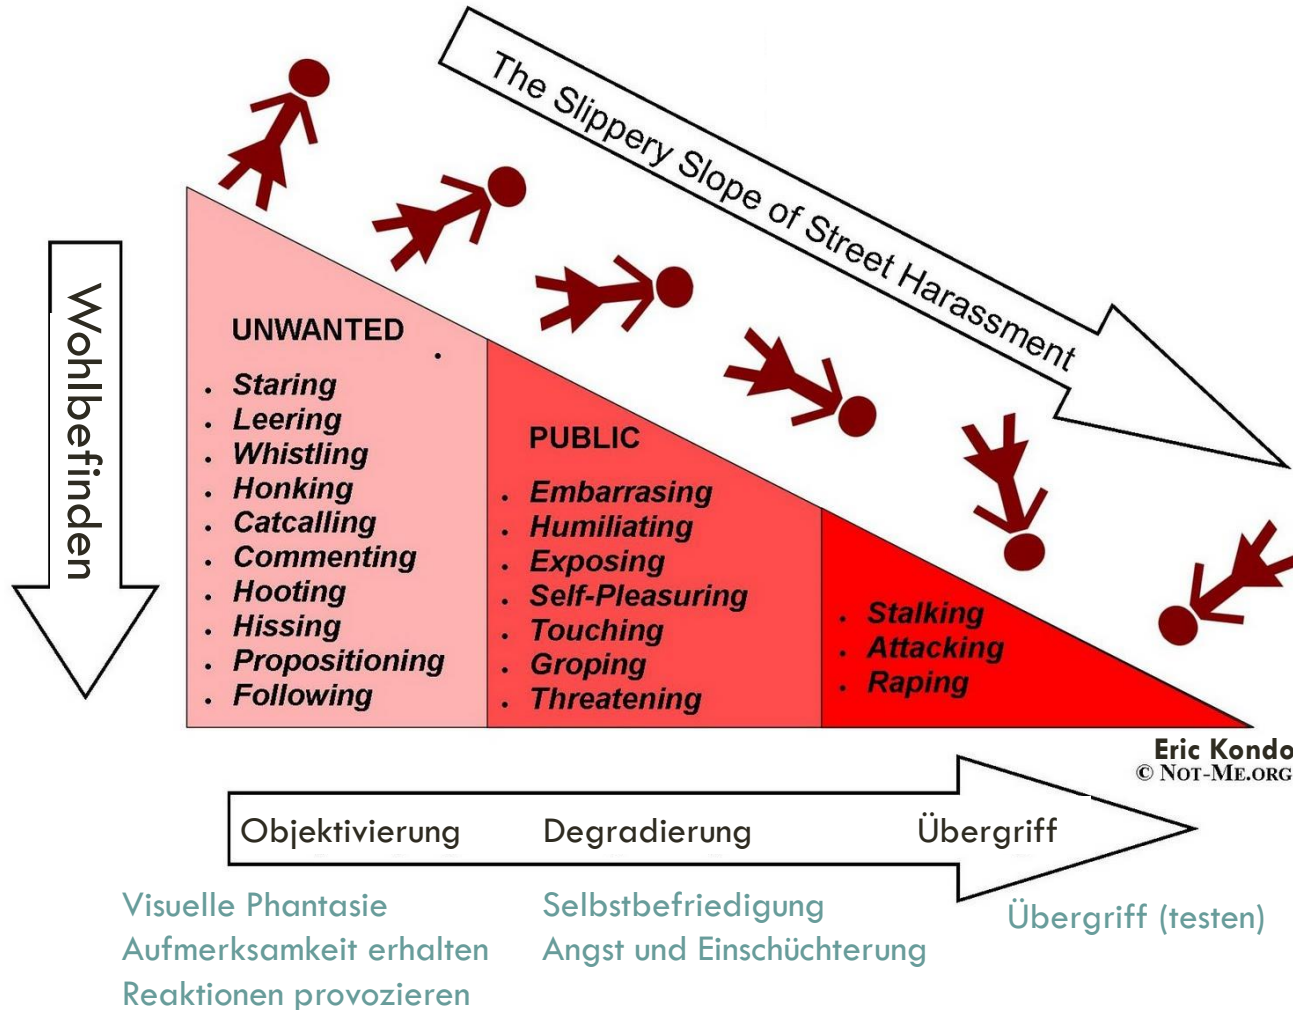 The Slippery Slope of Street Harassment
Wohlbefinden
UNWANTED
.
. Staring
. Leering
. Whistling
. Honking
. Catcalling
. Commenting
. Hooting
. Hissing
. Propositioning
. Following
PUBLIC
. Embarrasing
. Humiliating
. Exposing
. Self-Pleasuring
. Touching
. Groping
. Threatening
. Stalking
. Attacking
. Raping
Eric Kondo
© NOT-ME.ORG
Objektivierung Degradierung Übergriff
Visuelle Phantasie
Aufmerksamkeit erhalten
Reaktionen provozieren
Selbstbefriedigung
Angst und Einschüchterung
Übergriff (testen)